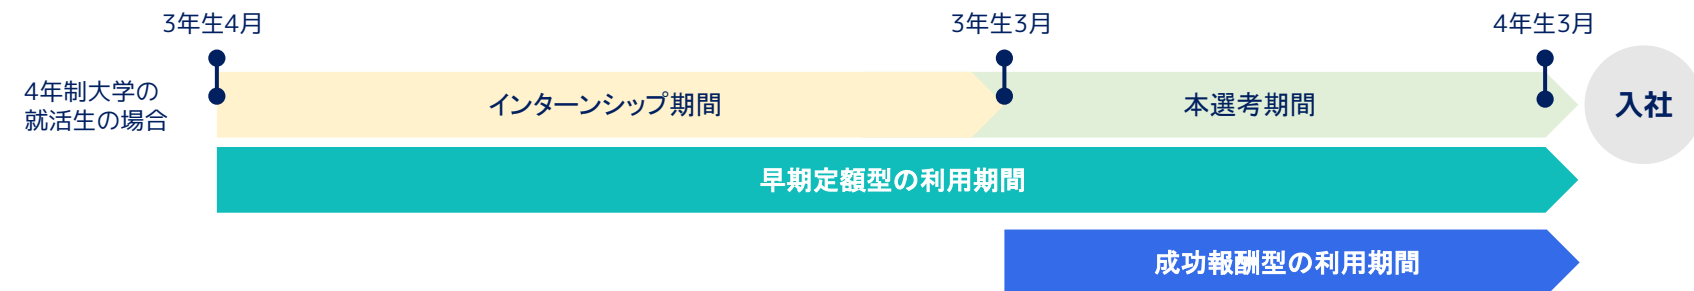 3年生4月
3年生3月
4年生3月
4年制大学の
就活生の場合
インターンシップ期間
本選考期間
入社
早期定額型の利用期間
成功報酬型の利用期間